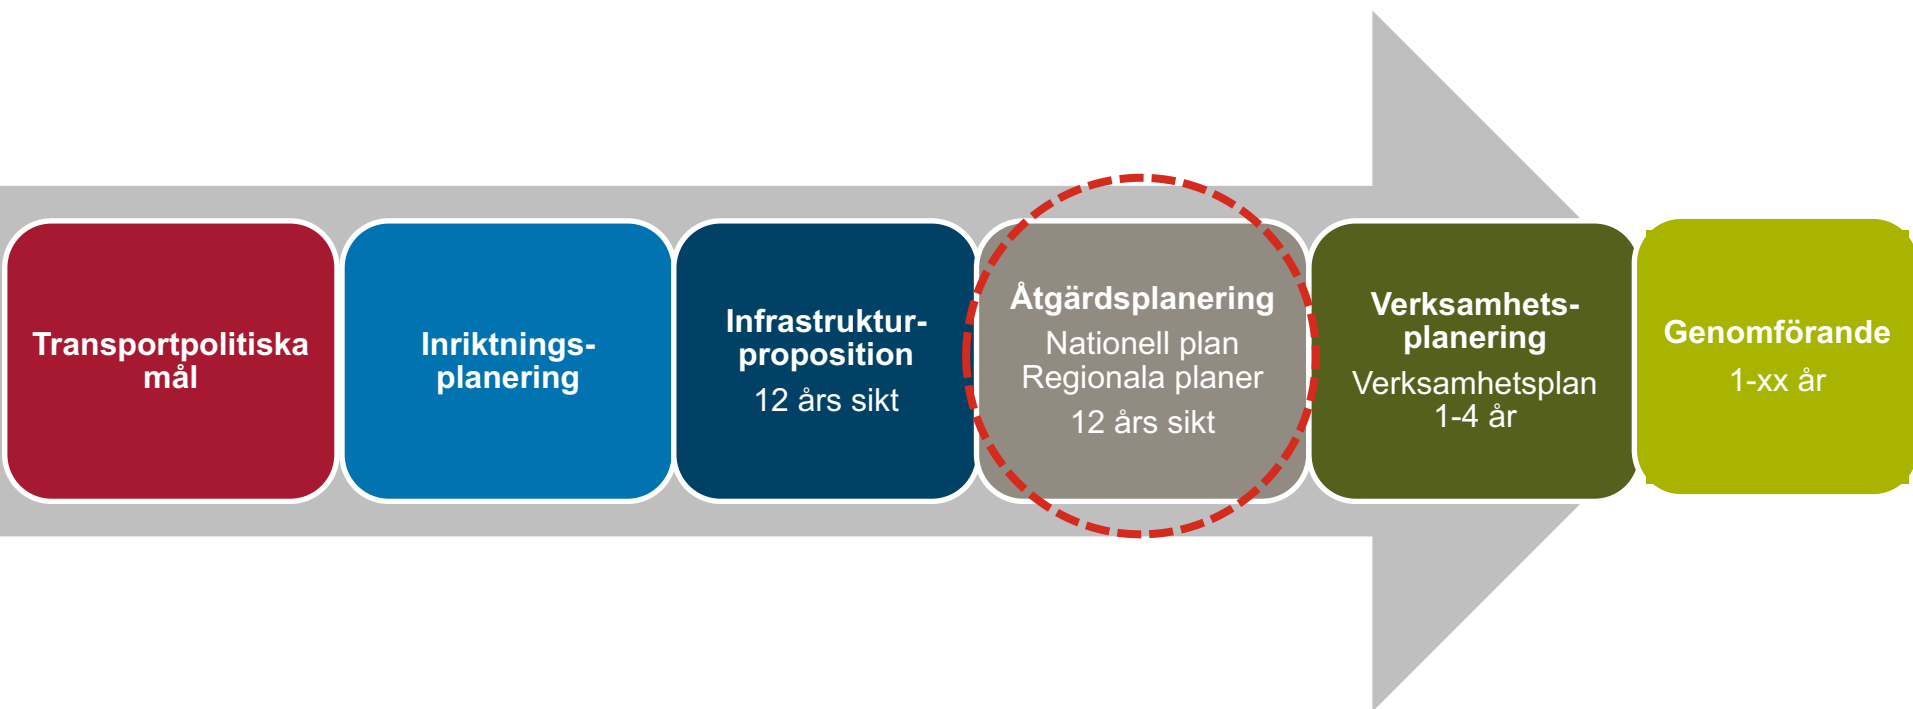 Transportpolitiska
mål
Inriktnings-
planering
Infrastruktur-
proposition
12 års sikt
Åtgärdsplanering
Nationell plan
Regionala planer
12 års sikt
Verksamhets-
planering
Verksamhetsplan
1-4 år
Genomförande
1-xx år